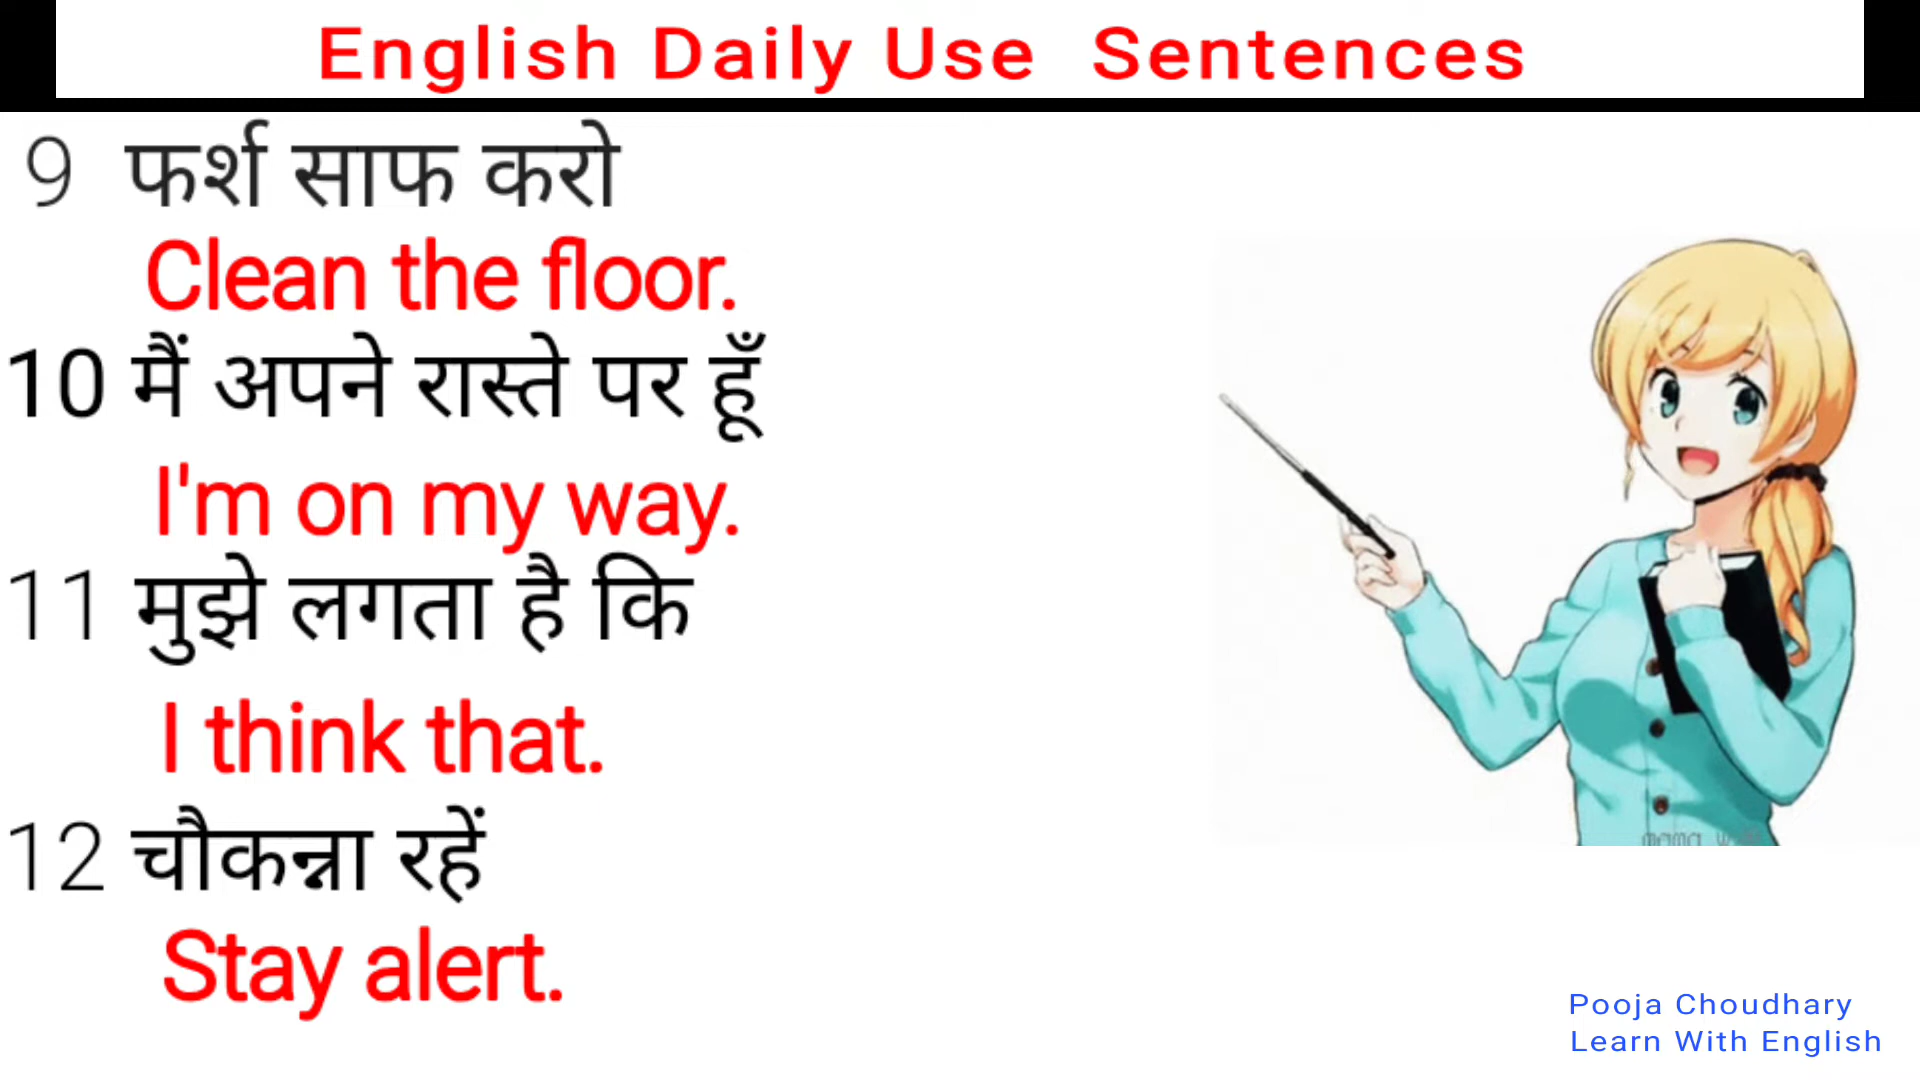 English Daily Use Sentences
9 फर्श साफ करो
Clean the floor.
10 मैं अपने रास्ते पर हूँ
I'm on my way.
11 मुझे लगता है कि
I think that.
12 चौकन्ना रहें
Stay alert.
Pooja Choudhary
Learn With English